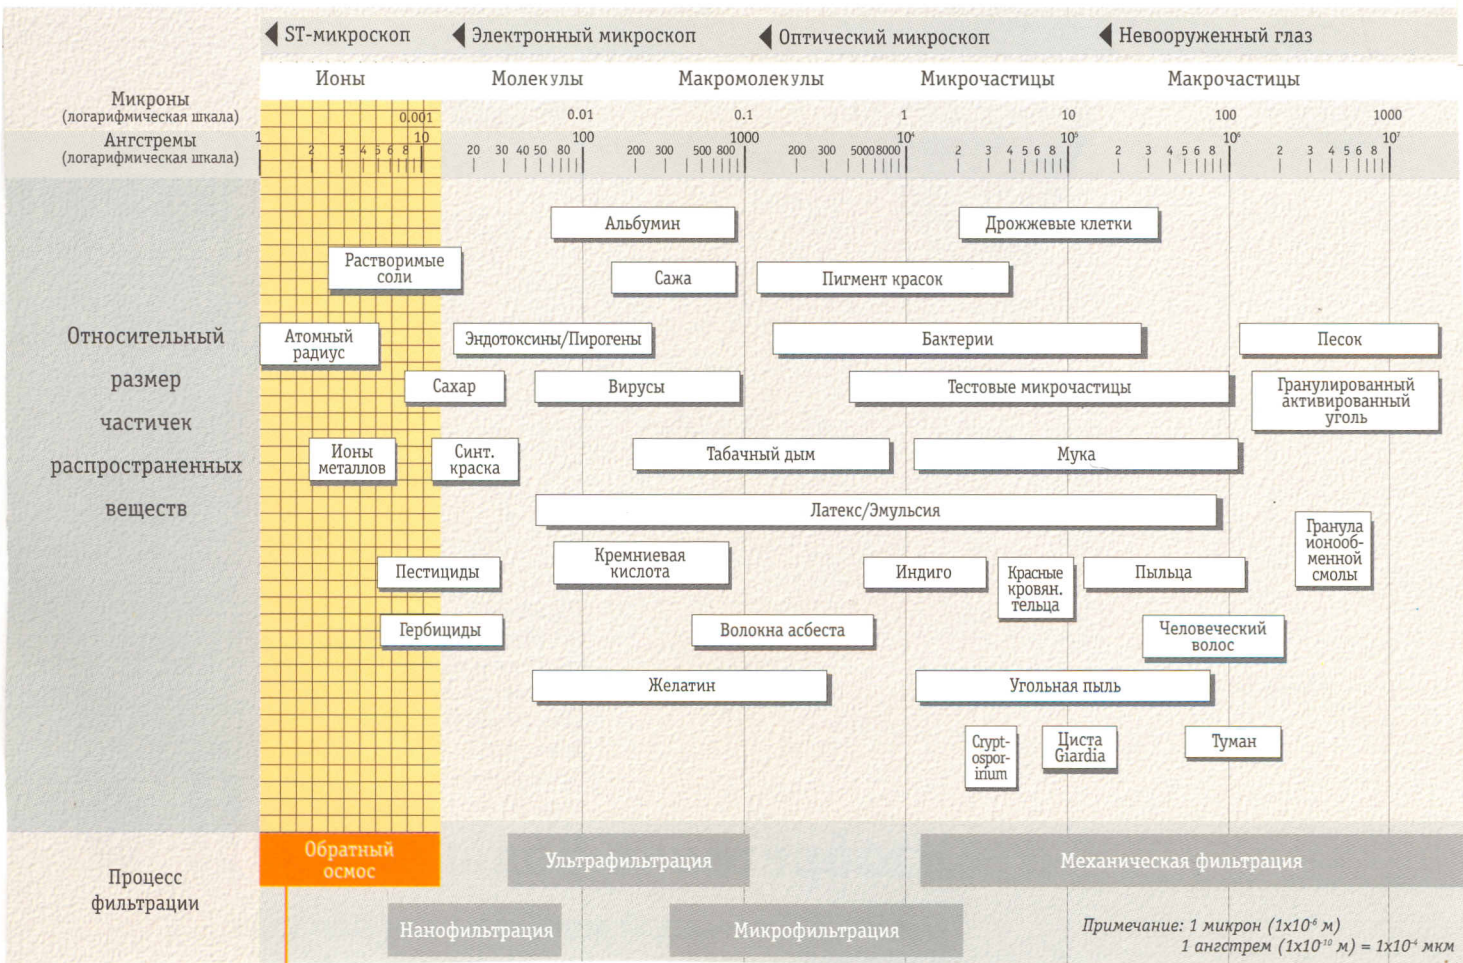 ST-микроскоп
Электронный микроскоп
Оптический микроскоп
Невооруженный глаз
Ионы
Молекулы
Макромолекулы
Микрочастицы
Макрочастицы
Микроны
(логарифмическая шкала)
0.001
0.01
0.1
1
10
100
1000
Ангстремы
(логарифмическая шкала)
1
10
100
1000
10⁴
10⁵
10⁶
10⁷
2 3 4 5 6 8
20 30 40 50 80
200 300 500 800
200 300 5000 8000
2 3 4 5 6 8
2 3 4 5 6 8
2 3 4 5 6 8
Относительный
размер
частичек
распространенных
веществ
Альбумин
Дрожжевые клетки
Растворимые
соли
Сажа
Пигмент красок
Атомный
радиус
Эндотоксины/Пирогены
Бактерии
Песок
Сахар
Вирусы
Тестовые микрочастицы
Гранулированный
активированный
уголь
Ионы
металлов
Синт.
краска
Табачный дым
Мука
Латекс/Эмульсия
Гранула
ионооб-
менной
смолы
Пестициды
Кремниевая
кислота
Индиго
Красные
кровян.
тельца
Пыльца
Гербициды
Волокна асбеста
Человеческий
волос
Желатин
Угольная пыль
Crypt-
ospor-
irium
Циста
Giardia
Туман
Процесс
фильтрации
Обратный
осмос
Ультрафильтрация
Механическая фильтрация
Нанофильтрация
Микрофильтрация
Примечание: 1 микрон (1x10⁻⁶ м)
1 ангстрем (1x10⁻¹⁰ м) = 1x10⁻⁴ мкм